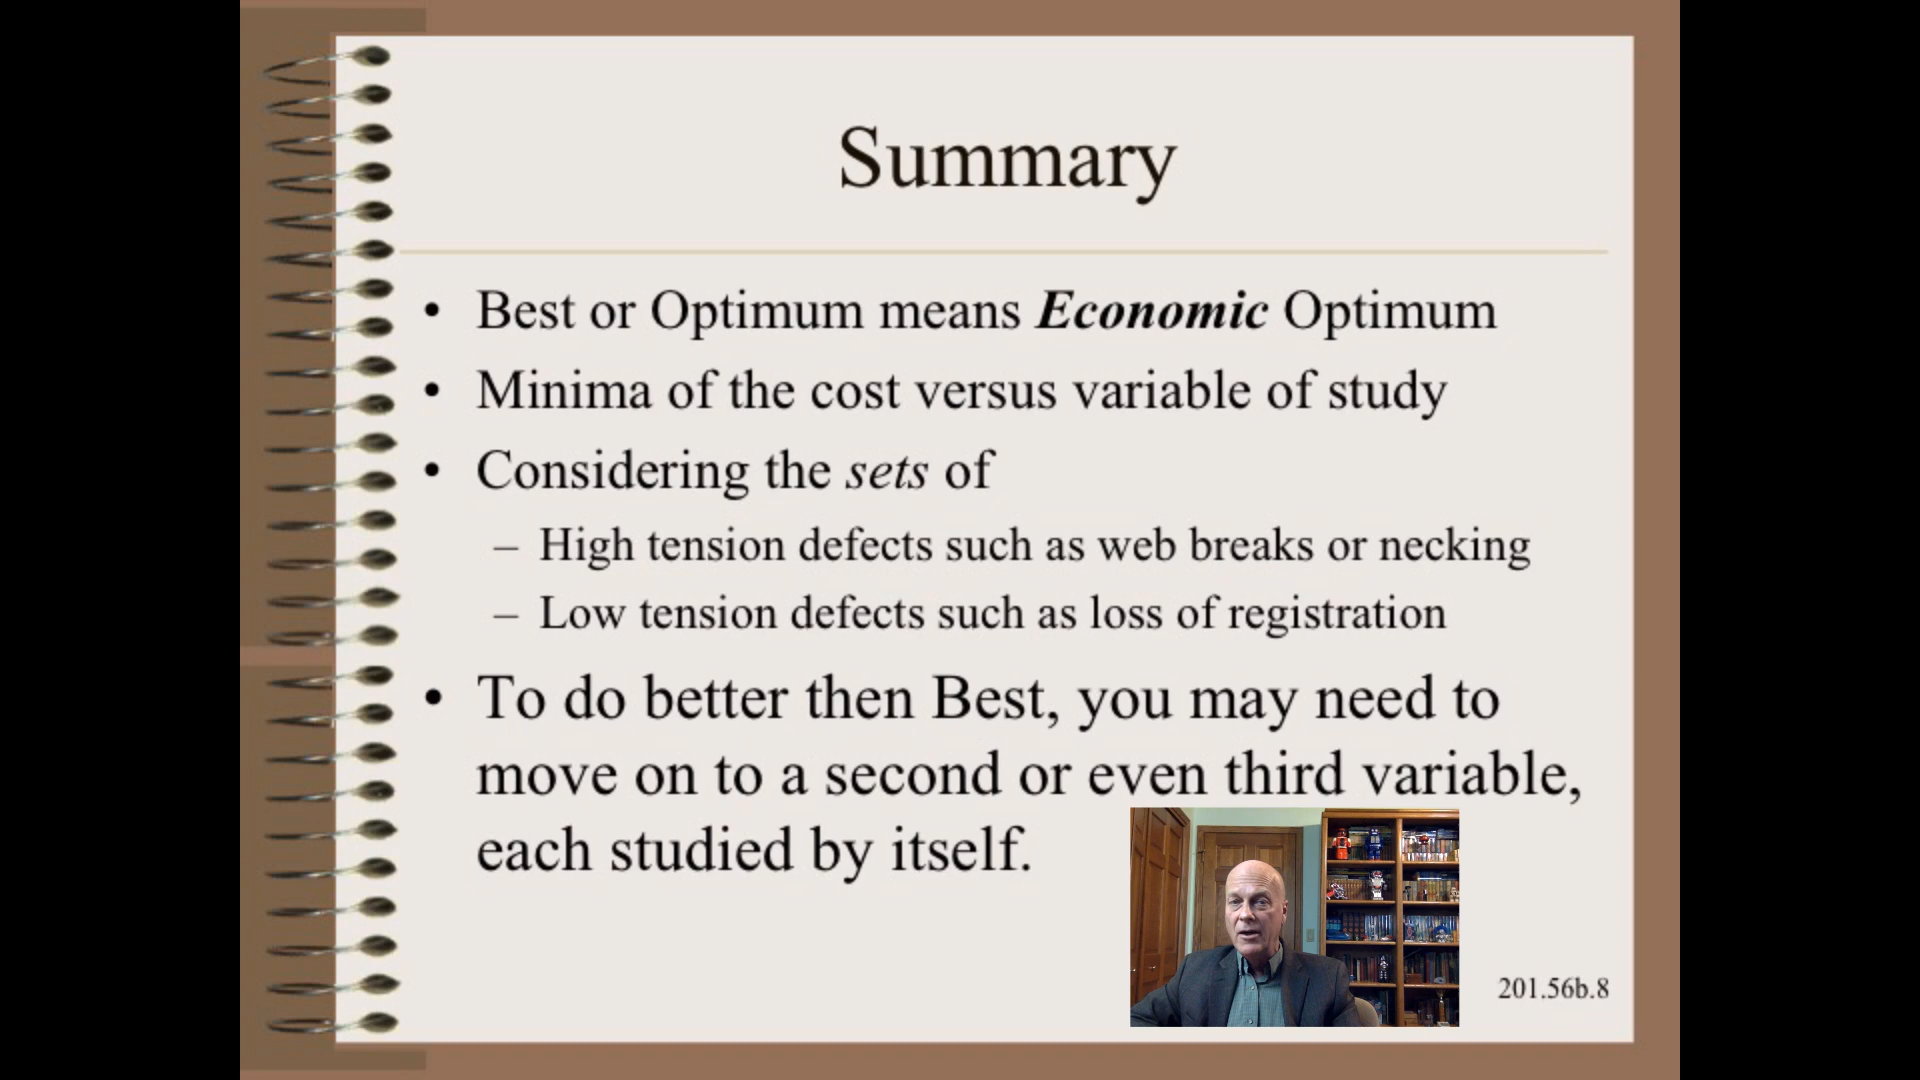 Summary
• Best or Optimum means Economic Optimum
• Minima of the cost versus variable of study
• Considering the sets of
– High tension defects such as web breaks or necking
– Low tension defects such as loss of registration
• To do better then Best, you may need to
move on to a second or even third variable,
each studied by itself.
201.56b.8